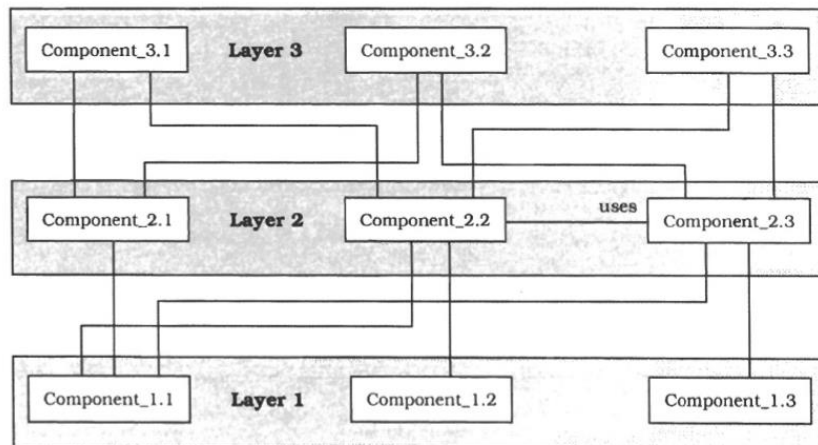 Component_3.1 Layer 3 Component_3.2 Component_3.3
Component_2.1 Layer 2 Component_2.2 uses Component_2.3
Component_1.1 Layer 1 Component_1.2 Component_1.3